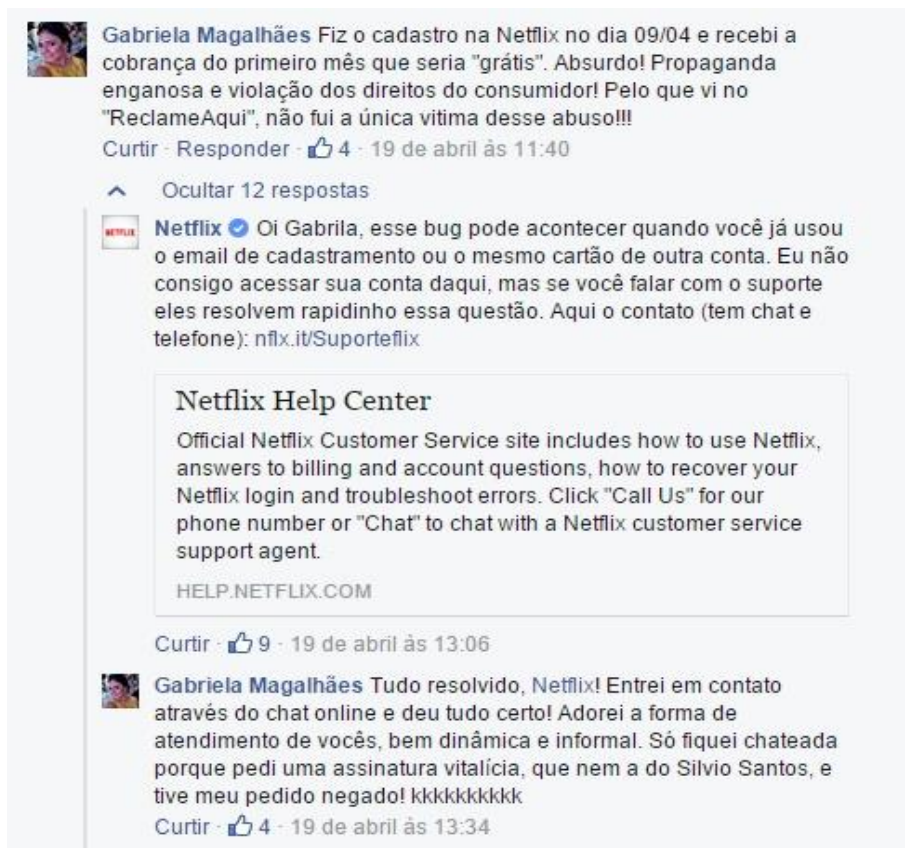 Gabriela Magalhães Fiz o cadastro na Netflix no dia 09/04 e recebi a
cobrança do primeiro mês que seria "grátis". Absurdo! Propaganda
enganosa e violação dos direitos do consumidor! Pelo que vi no
"ReclameAqui", não fui a única vitima desse abuso!!!
Curtir · Responder · 4 · 19 de abril às 11:40
Ocultar 12 respostas
NETFLIX
Netflix Oi Gabrila, esse bug pode acontecer quando você já usou
o email de cadastramento ou o mesmo cartão de outra conta. Eu não
consigo acessar sua conta daqui, mas se você falar com o suporte
eles resolvem rapidinho essa questão. Aqui o contato (tem chat e
telefone): nflx.it/Suporteflix
Netflix Help Center
Official Netflix Customer Service site includes how to use Netflix,
answers to billing and account questions, how to recover your
Netflix login and troubleshoot errors. Click "Call Us" for our
phone number or "Chat" to chat with a Netflix customer service
support agent.
HELP.NETFLIX.COM
Curtir · 9 · 19 de abril às 13:06
Gabriela Magalhães Tudo resolvido, Netflix! Entrei em contato
através do chat online e deu tudo certo! Adorei a forma de
atendimento de vocês, bem dinâmica e informal. Só fiquei chateada
porque pedi uma assinatura vitalícia, que nem a do Silvio Santos, e
tive meu pedido negado! kkkkkkkkkk
Curtir · 4 · 19 de abril às 13:34